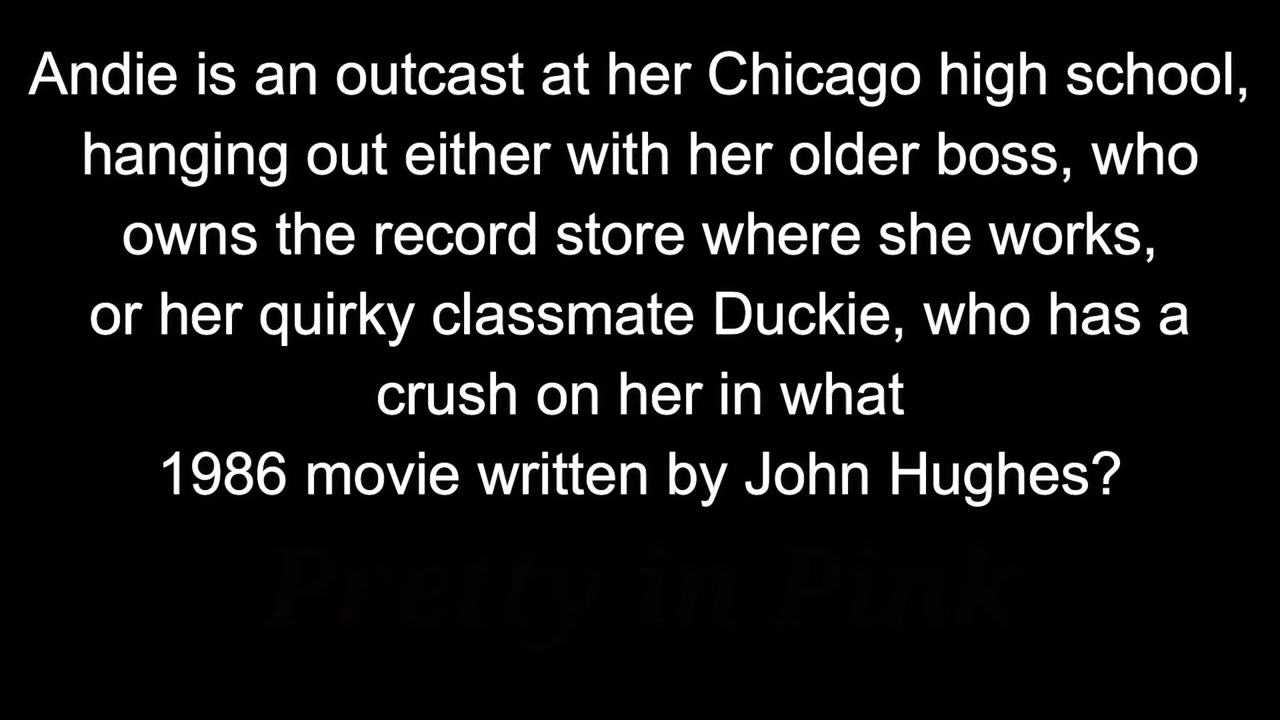 Andie is an outcast at her Chicago high school,
hanging out either with her older boss, who
owns the record store where she works,
or her quirky classmate Duckie, who has a
crush on her in what
1986 movie written by John Hughes?
Pretty in Pink